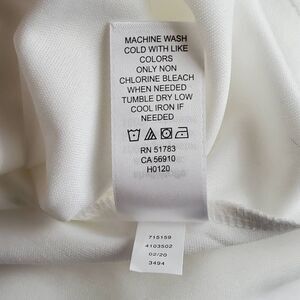 MACHINE WASH
COLD WITH LIKE
COLORS
ONLY NON
CHLORINE BLEACH
WHEN NEEDED
TUMBLE DRY LOW
COOL IRON IF
NEEDED
RN 51783
CA 56910
H0120
715159
4103502
02/20
3494